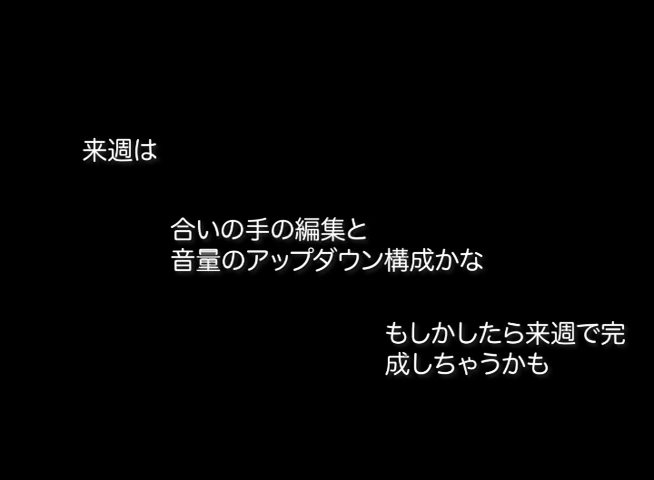 来週は
合いの手の編集と
音量のアップダウン構成かな
もしかしたら来週で完
成しちゃうかも